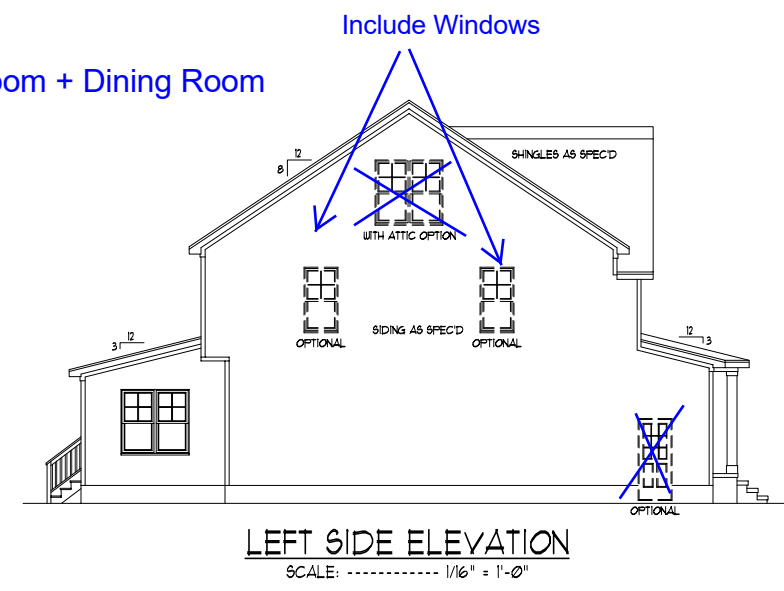 Include Windows
oom + Dining Room
12
8
SHINGLES AS SPEC'D
WITH ATTIC OPTION
SIDING AS SPEC'D
OPTIONAL
OPTIONAL
12
3
12
3
OPTIONAL
LEFT SIDE ELEVATION
SCALE: ------------ 1/16" = 1'-0"